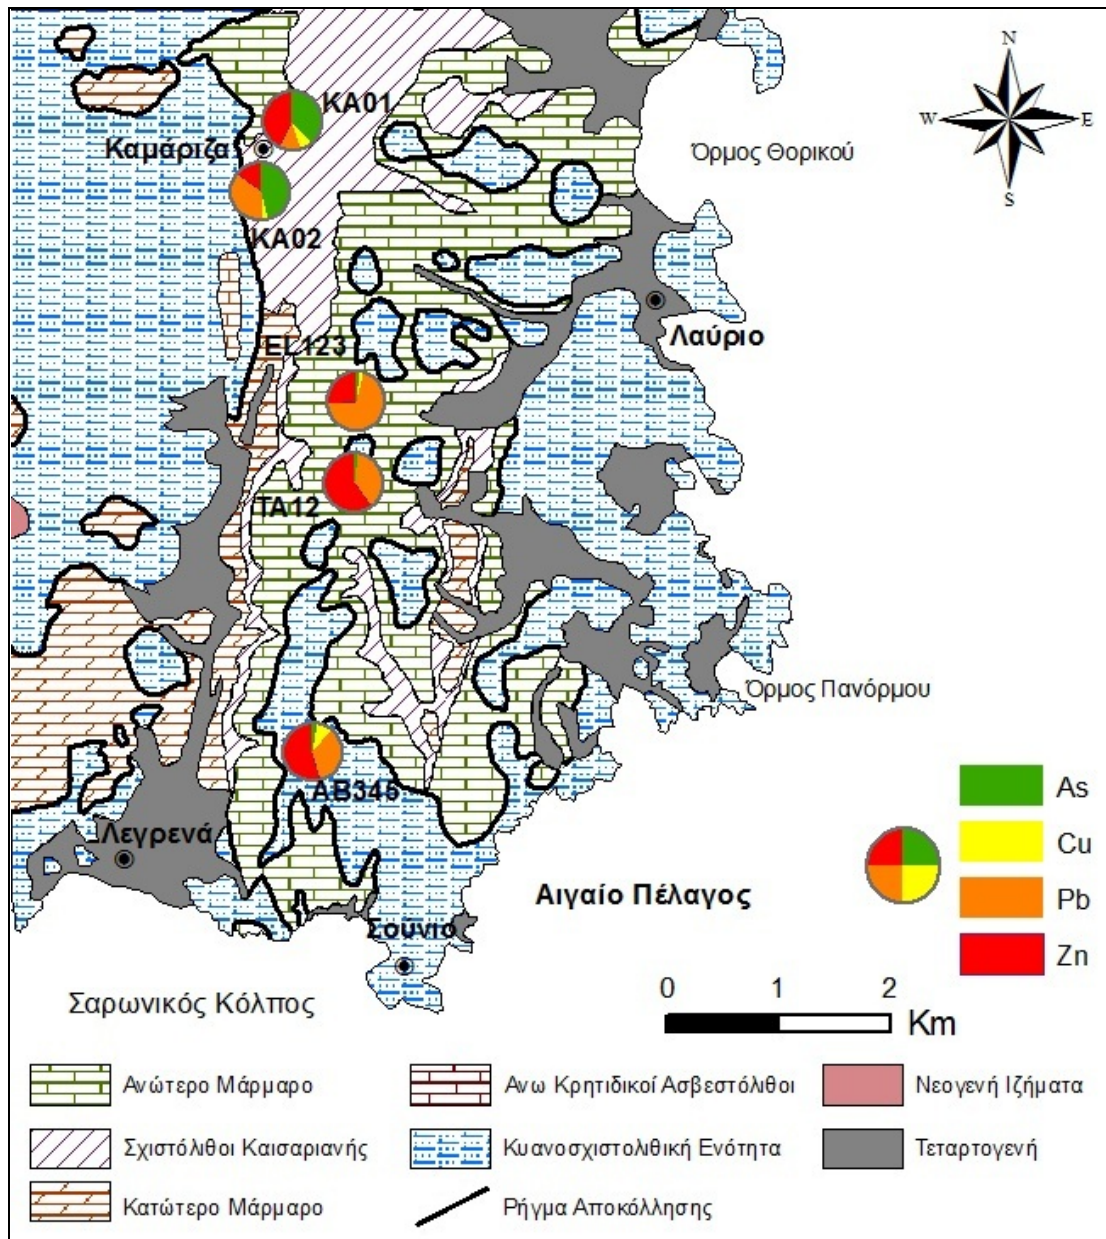 N
W
E
S
KA01
Καμάριζα
Όρμος Θορικού
KA02
Λαύριο
EL123
TA12
Όρμος Πανόρμου
AB345
As
Λεγρενά
Cu
Αιγαίο Πέλαγος
Pb
Σούνιο
Zn
Σαρωνικός Κόλπος
0 1 2
Km
Ανώτερο Μάρμαρο
Ανω Κρητιδικοί Ασβεστόλιθοι
Νεογενή Ιζήματα
Σχιστόλιθοι Καισαριανής
Κυανοσχιστολιθική Ενότητα
Τεταρτογενή
Κατώτερο Μάρμαρο
Ρήγμα Αποκόλλησης